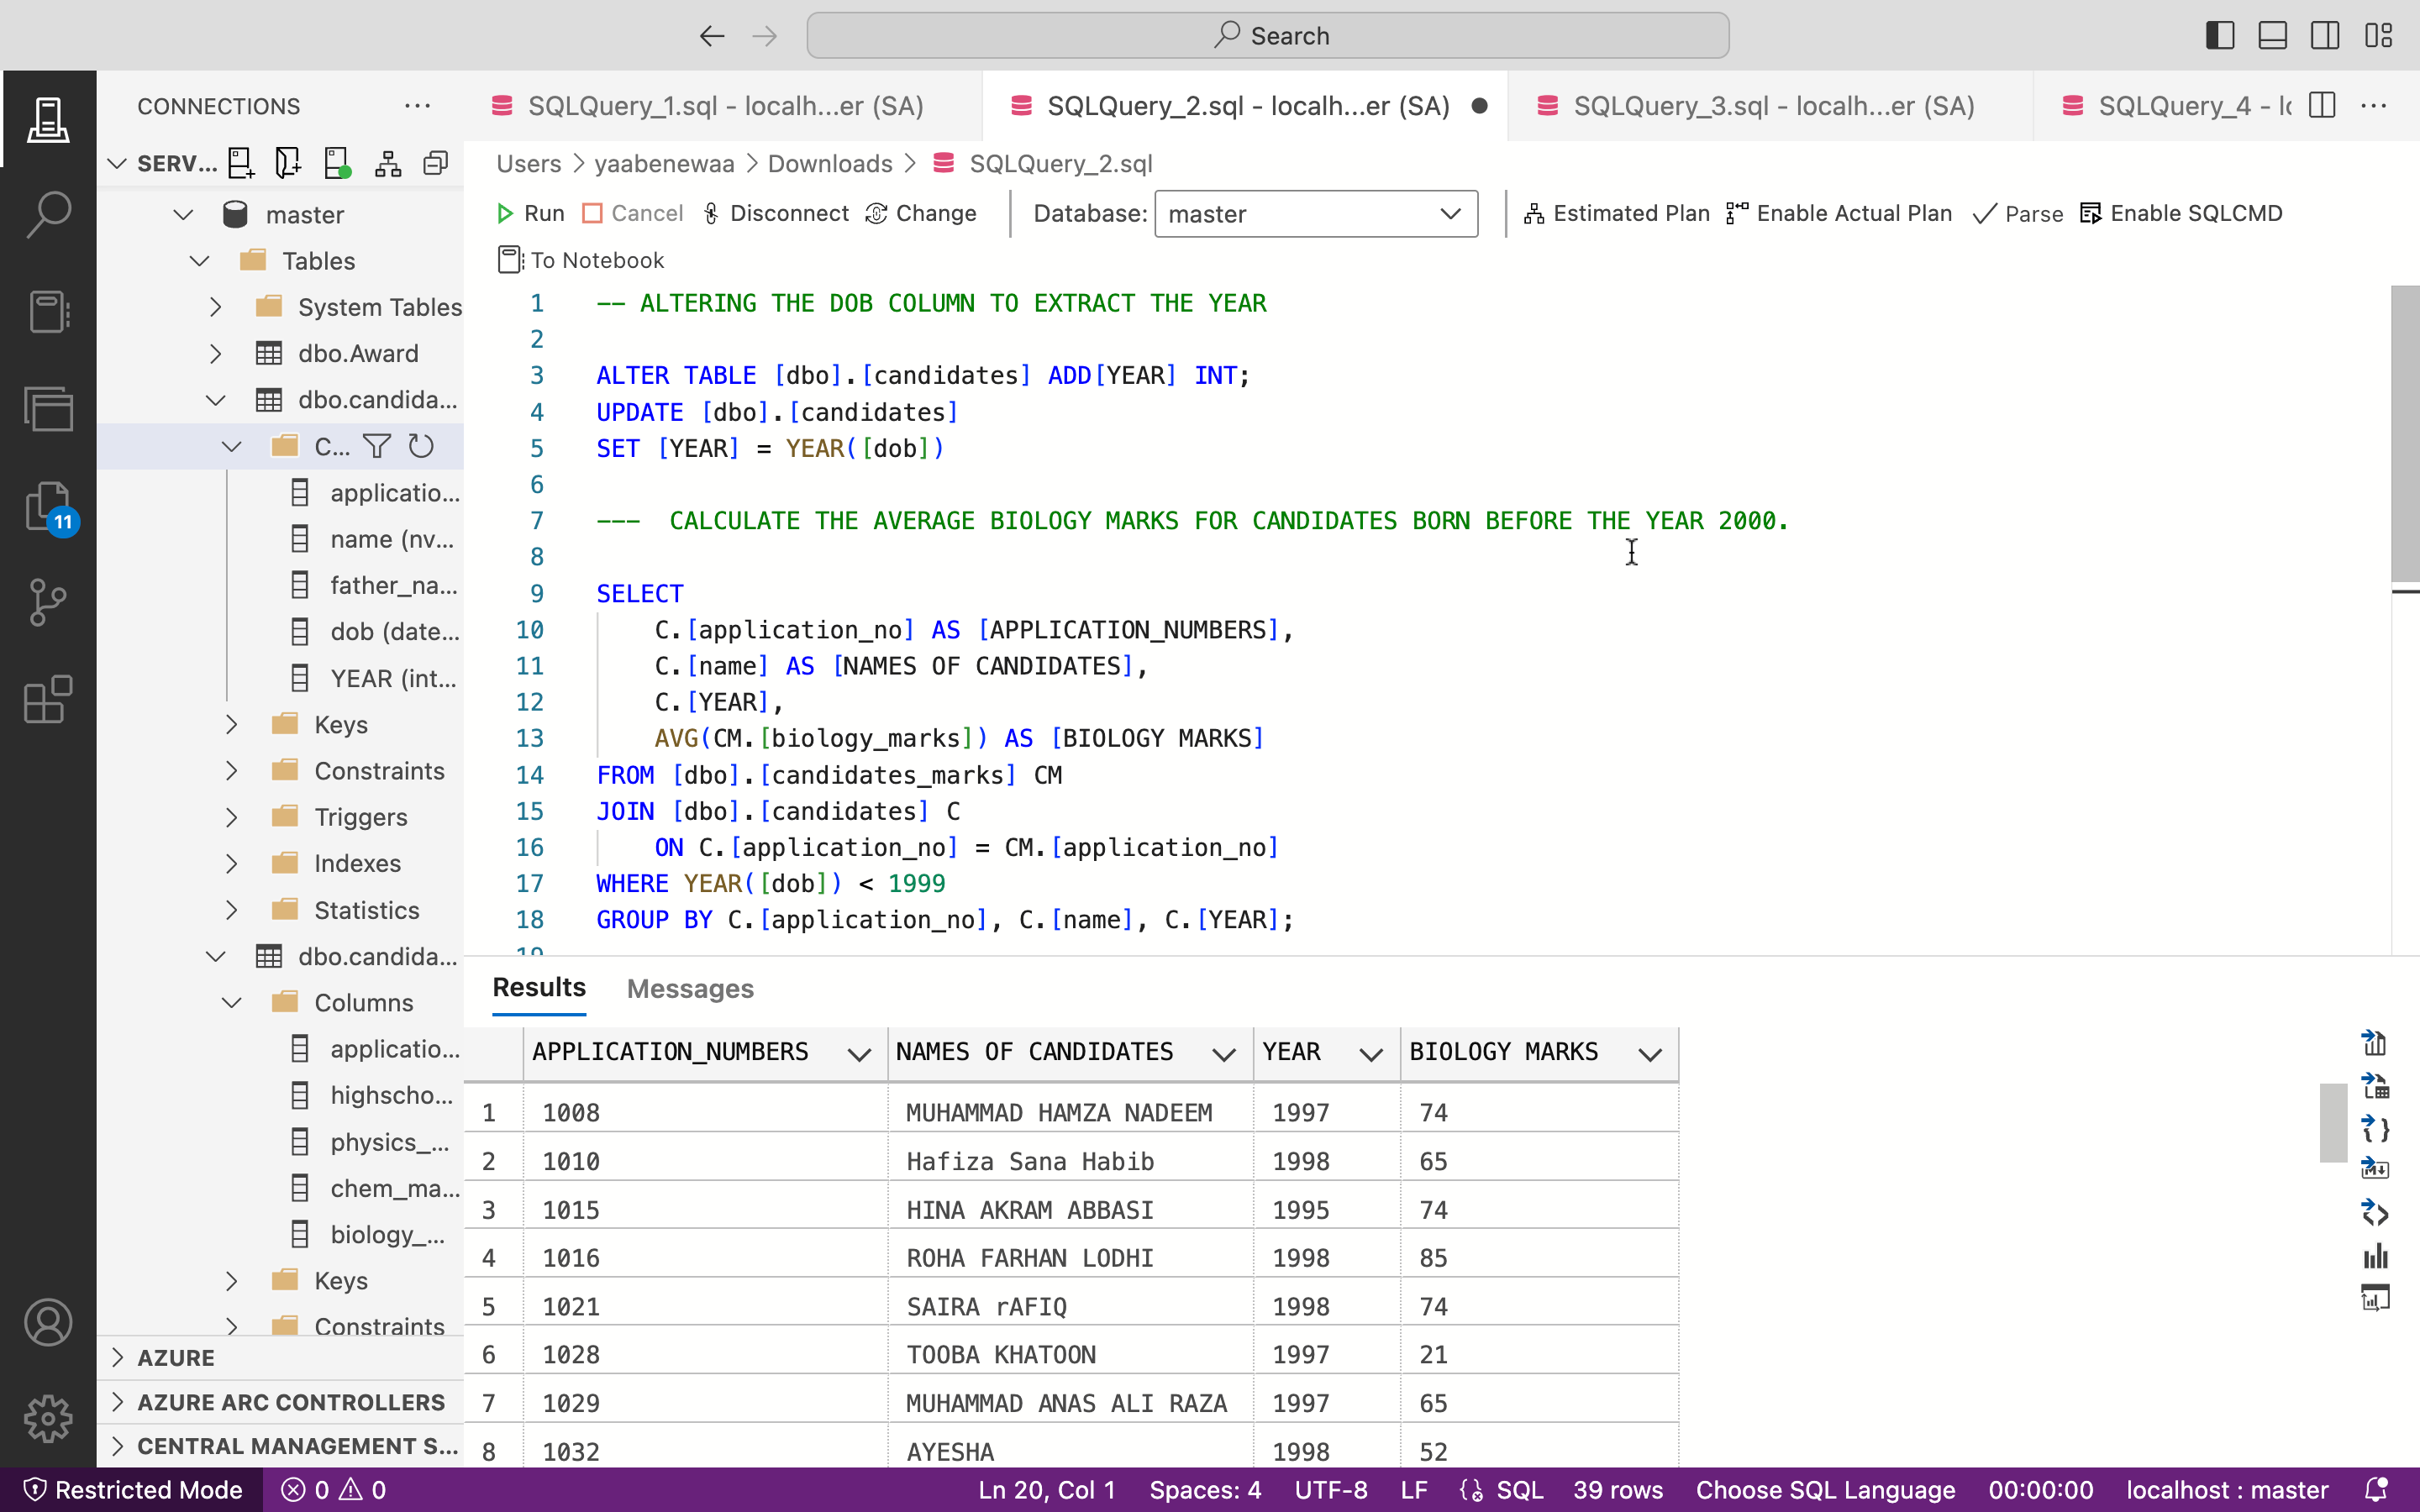 Search
CONNECTIONS
SQLQuery_1.sql - localh...er (SA)
SQLQuery_2.sql - localh...er (SA)
SQLQuery_3.sql - localh...er (SA)
SQLQuery_4 - lo
SERV...
master
Tables
System Tables
dbo.Award
dbo.candida...
C...
applicatio...
name (nv...
father_na...
dob (date...
YEAR (int...
Keys
Constraints
Triggers
Indexes
Statistics
dbo.candida...
Columns
applicatio...
highscho...
physics_...
chem_ma...
biology_...
Keys
Constraints
AZURE
AZURE ARC CONTROLLERS
CENTRAL MANAGEMENT S...
11
Users > yaabenewaa > Downloads > SQLQuery_2.sql
Run Cancel Disconnect Change Database: master Estimated Plan Enable Actual Plan Parse Enable SQLCMD
To Notebook
1 -- ALTERING THE DOB COLUMN TO EXTRACT THE YEAR
2
3 ALTER TABLE [dbo].[candidates] ADD[YEAR] INT;
4 UPDATE [dbo].[candidates]
5 SET [YEAR] = YEAR([dob])
6
7 --- CALCULATE THE AVERAGE BIOLOGY MARKS FOR CANDIDATES BORN BEFORE THE YEAR 2000.
8
9 SELECT
10 C.[application_no] AS [APPLICATION_NUMBERS],
11 C.[name] AS [NAMES OF CANDIDATES],
12 C.[YEAR],
13 AVG(CM.[biology_marks]) AS [BIOLOGY MARKS]
14 FROM [dbo].[candidates_marks] CM
15 JOIN [dbo].[candidates] C
16 ON C.[application_no] = CM.[application_no]
17 WHERE YEAR([dob]) < 1999
18 GROUP BY C.[application_no], C.[name], C.[YEAR];
19
Results Messages
APPLICATION_NUMBERS NAMES OF CANDIDATES YEAR BIOLOGY MARKS
1 1008 MUHAMMAD HAMZA NADEEM 1997 74
2 1010 Hafiza Sana Habib 1998 65
3 1015 HINA AKRAM ABBASI 1995 74
4 1016 ROHA FARHAN LODHI 1998 85
5 1021 SAIRA rAFIQ 1998 74
6 1028 TOOBA KHATOON 1997 21
7 1029 MUHAMMAD ANAS ALI RAZA 1997 65
8 1032 AYESHA 1998 52
Restricted Mode 0 0 Ln 20, Col 1 Spaces: 4 UTF-8 LF SQL 39 rows Choose SQL Language 00:00:00 localhost : master